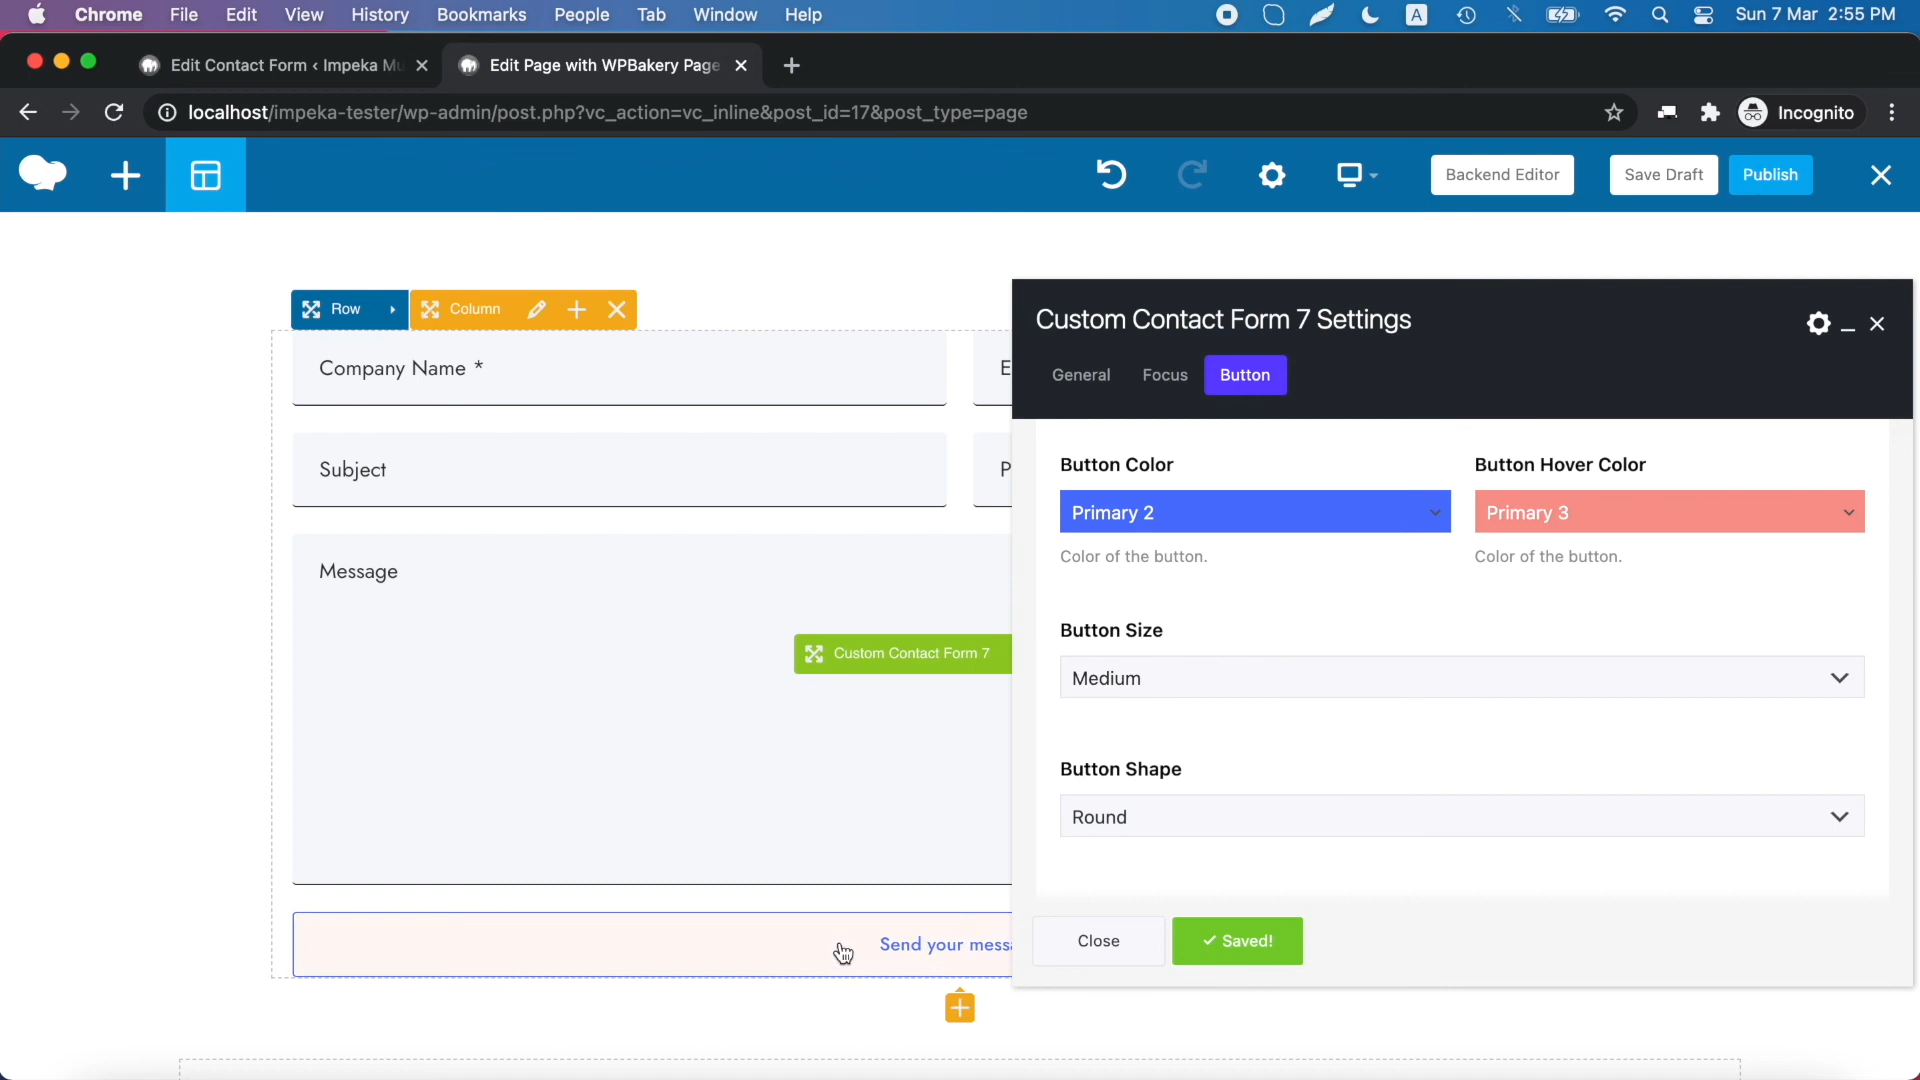 Chrome File Edit View History Bookmarks People Tab Window Help A Sun 7 Mar 2:55 PM
Edit Contact Form ‹ Impeka Mu Edit Page with WPBakery Page
localhost/impeka-tester/wp-admin/post.php?vc_action=vc_inline&post_id=17&post_type=page Incognito
Backend Editor Save Draft Publish
Row Column
Company Name *
E
Subject
P
Message
Custom Contact Form 7
Send your messa
Custom Contact Form 7 Settings
General Focus Button
Button Color Button Hover Color
Primary 2 Primary 3
Color of the button. Color of the button.
Button Size
Medium
Button Shape
Round
Close Saved!